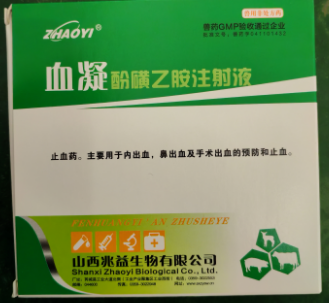 ZHAOYI
兽用非处方药
兽药GMP验收通过企业
血凝 酚磺乙胺注射液
止血药。主要用于内出血，鼻出血及手术出血的预防和止血。
FENHUANGYI AN ZHUSHEYE
山西兆益生物有限公司
Shanxi Zhaoyi Biological Co., Ltd.